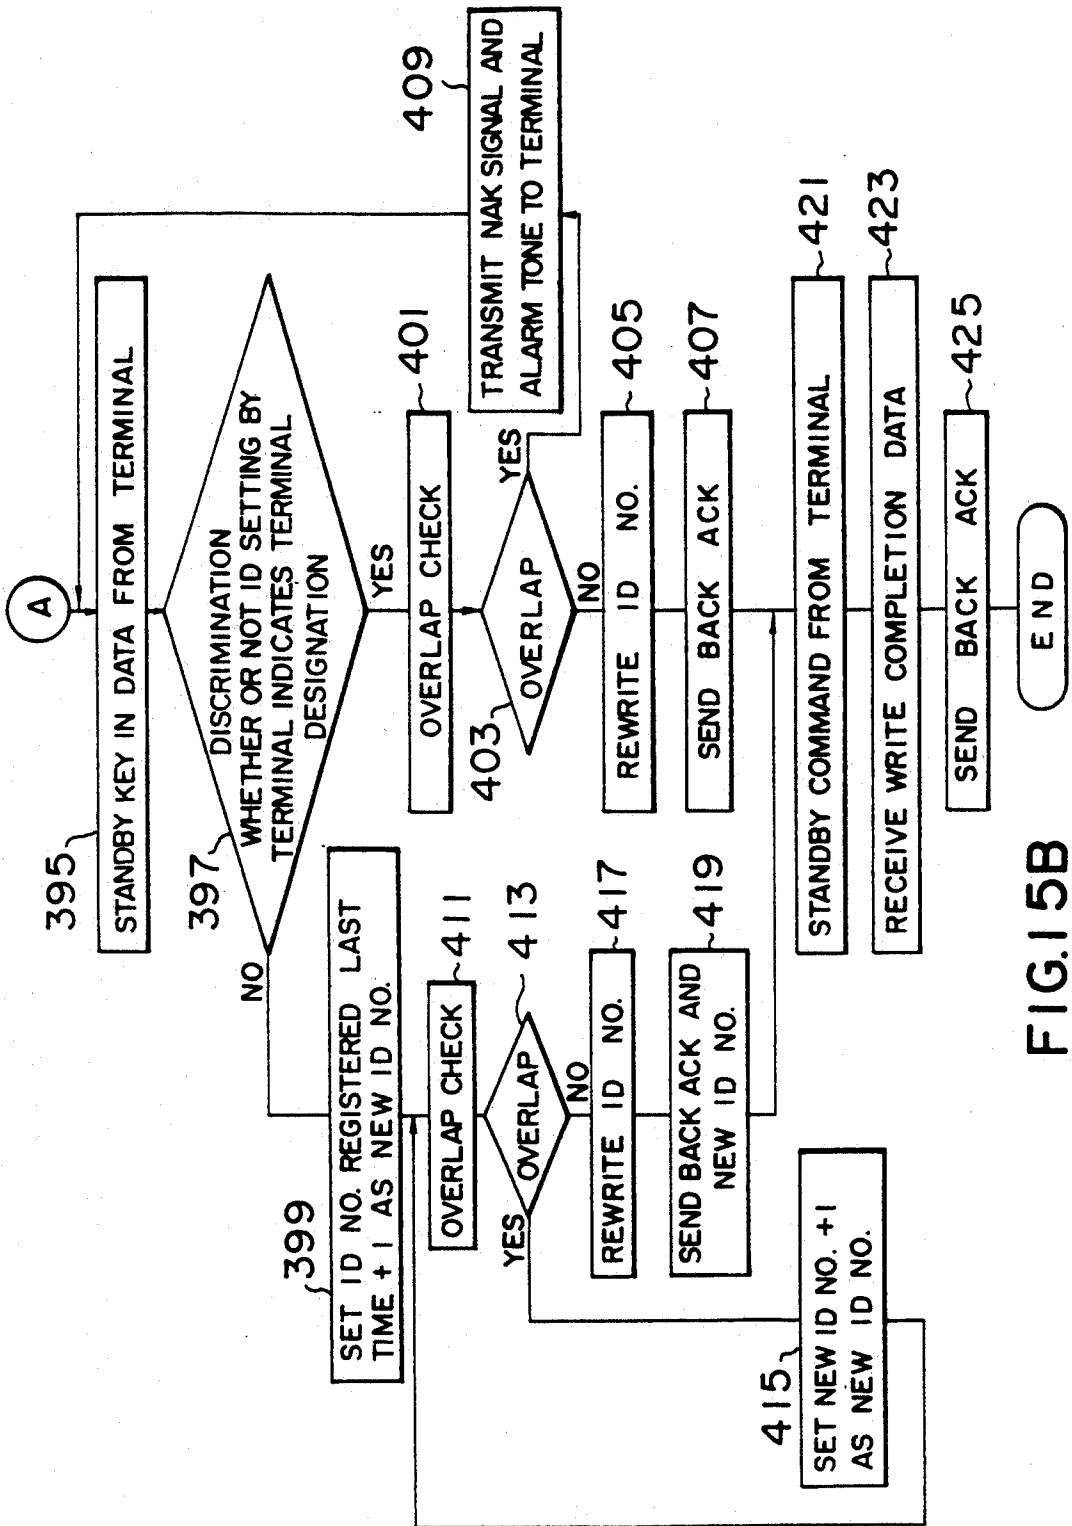 A
395
STANDBY KEY IN DATA FROM TERMINAL
397
DISCRIMINATION
WHETHER OR NOT ID SETTING BY
TERMINAL INDICATES TERMINAL
DESIGNATION
NO
YES
399
SET ID NO. REGISTERED LAST
TIME + 1 AS NEW ID NO.
401
OVERLAP CHECK
403
OVERLAP
YES
NO
405
REWRITE ID NO.
407
SEND BACK ACK
409
TRANSMIT NAK SIGNAL AND
ALARM TONE TO TERMINAL
411
OVERLAP CHECK
413
OVERLAP
YES
NO
415
SET NEW ID NO. +1
AS NEW ID NO.
417
REWRITE ID NO.
419
SEND BACK ACK AND
NEW ID NO.
421
STANDBY COMMAND FROM TERMINAL
423
RECEIVE WRITE COMPLETION DATA
425
SEND BACK ACK
END
FIG.15B